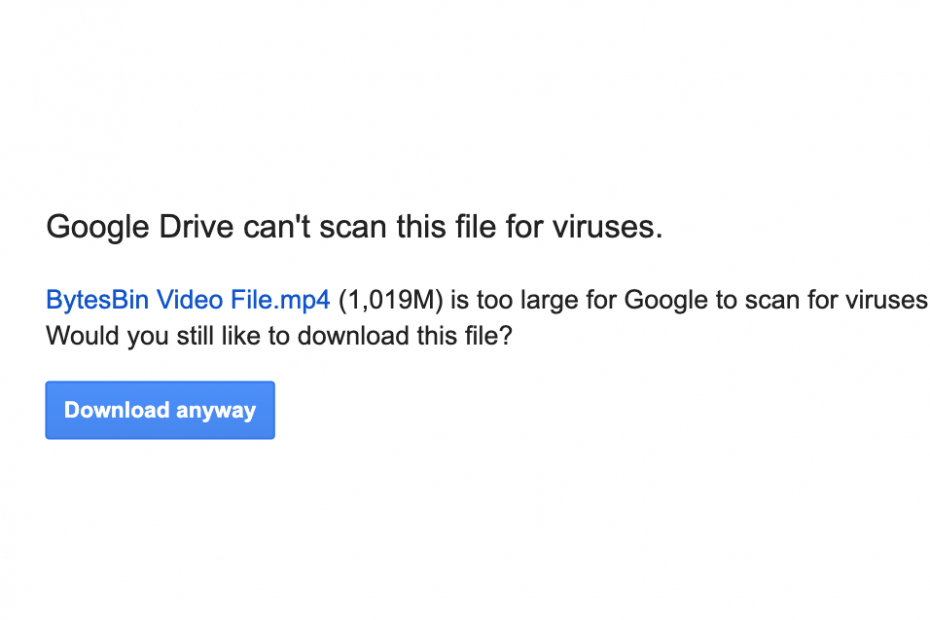 Google Drive can't scan this file for viruses.
BytesBin Video File.mp4 (1,019M) is too large for Google to scan for viruses
Would you still like to download this file?
Download anyway